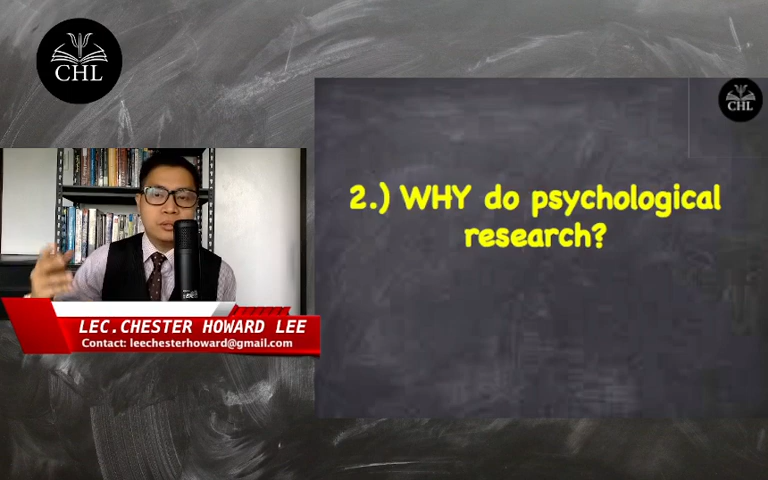 CHL
CHL
2.) WHY do psychological
research?
LEC.CHESTER HOWARD LEE
Contact: leechesterhoward@gmail.com